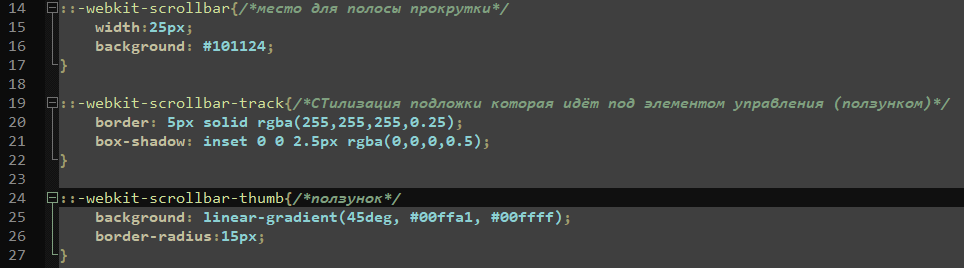 14 ::-webkit-scrollbar{/*место для полосы прокрутки*/
15 width:25px;
16 background: #101124;
17 }
18
19 ::-webkit-scrollbar-track{/*СТилизация подложки которая идёт под элементом управления (ползунком)*/
20 border: 5px solid rgba(255,255,255,0.25);
21 box-shadow: inset 0 0 2.5px rgba(0,0,0,0.5);
22 }
23
24 ::-webkit-scrollbar-thumb{/*ползунок*/
25 background: linear-gradient(45deg, #00ffa1, #00ffff);
26 border-radius:15px;
27 }